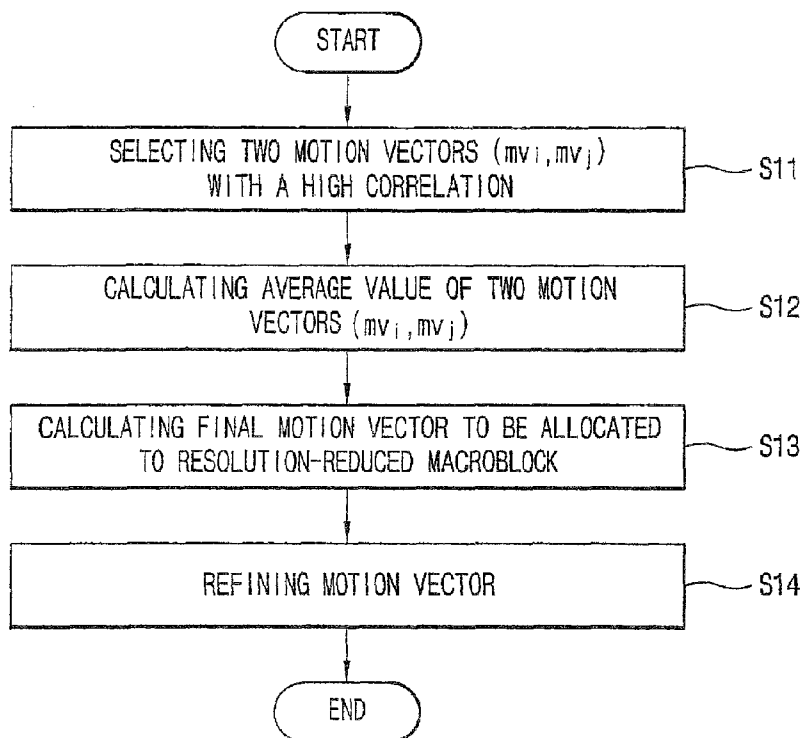 START
SELECTING TWO MOTION VECTORS (mvi,mvj)
WITH A HIGH CORRELATION
S11
CALCULATING AVERAGE VALUE OF TWO MOTION
VECTORS (mvi,mvj)
S12
CALCULATING FINAL MOTION VECTOR TO BE ALLOCATED
TO RESOLUTION-REDUCED MACROBLOCK
S13
REFINING MOTION VECTOR
S14
END